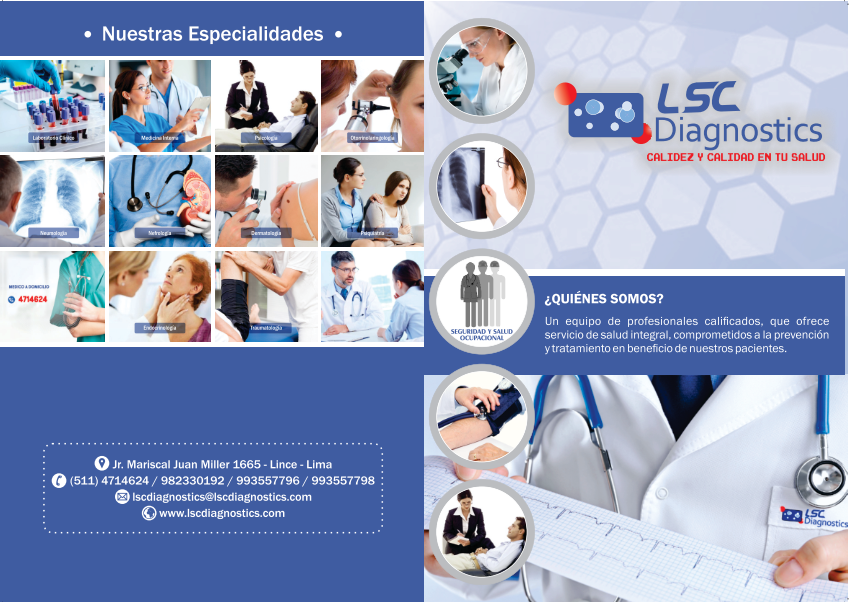 • Nuestras Especialidades •
Laboratorio Clínico
Medicina Interna
Psicología
Otorrinolaringología
Neumología
Nefrología
Dermatología
Psiquiatría
MEDICO A DOMICILIO
4714624
Endocrinología
Traumatología
Jr. Mariscal Juan Miller 1665 - Lince - Lima
(511) 4714624 / 982330192 / 993557796 / 993557798
lscdiagnostics@lscdiagnostics.com
www.lscdiagnostics.com
LSC
Diagnostics
CALIDEZ Y CALIDAD EN TU SALUD
SEGURIDAD Y SALUD
OCUPACIONAL
¿QUIÉNES SOMOS?
Un equipo de profesionales calificados, que ofrece
servicio de salud integral, comprometidos a la prevención
y tratamiento en beneficio de nuestros pacientes.
LSC
Diagnostics